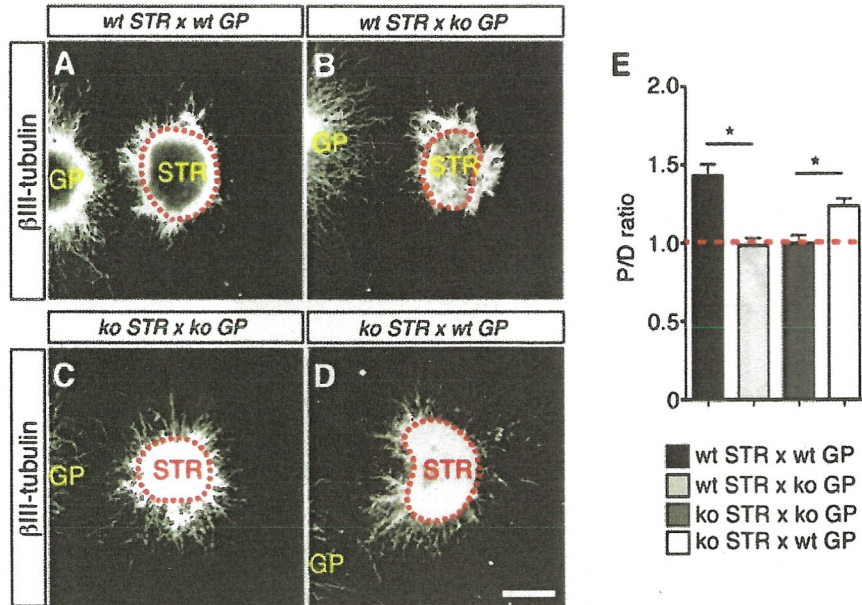 wt STR x wt GP
wt STR x ko GP
βIII-tubulin
A
GP
STR
B
GP
STR
ko STR x ko GP
ko STR x wt GP
βIII-tubulin
C
GP
STR
D
STR
GP
E
P/D ratio
2.0
1.5
1.0
0.5
0
*
*
wt STR x wt GP
wt STR x ko GP
ko STR x ko GP
ko STR x wt GP